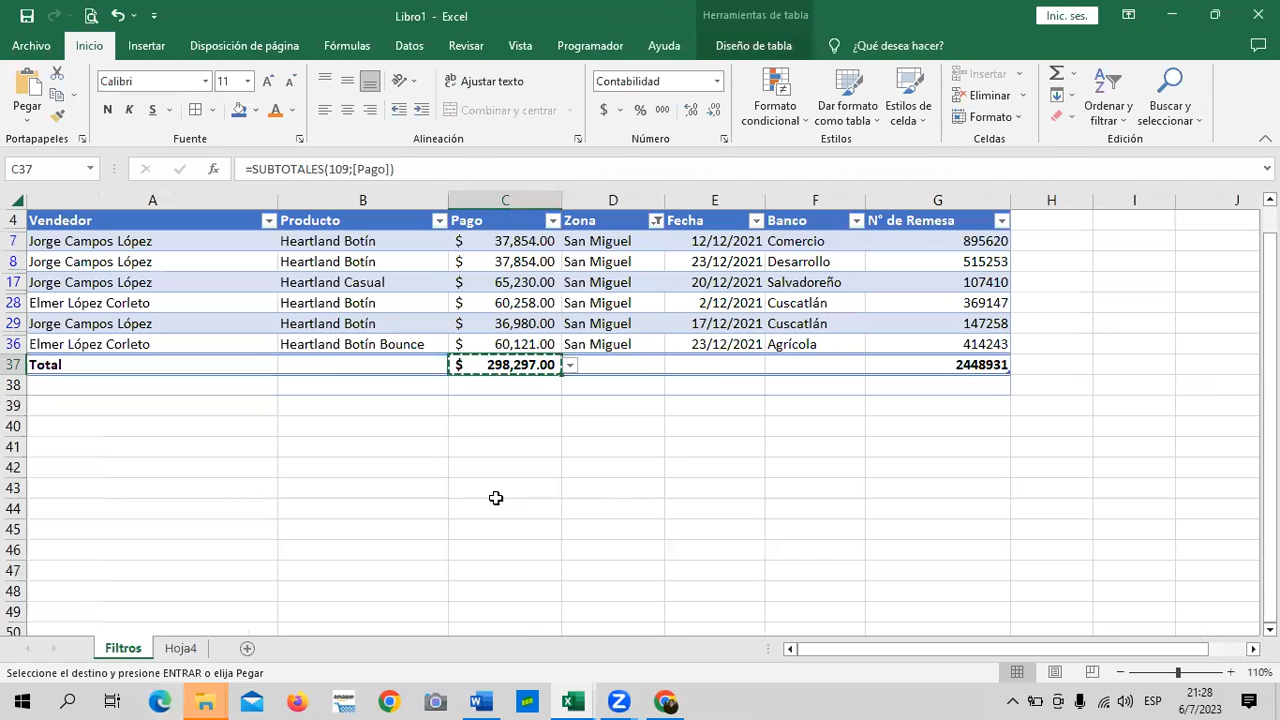 Libro1 - Excel
Herramientas de tabla
Inic. ses.
Archivo Inicio Insertar Disposición de página Fórmulas Datos Revisar Vista Programador Ayuda Diseño de tabla ¿Qué desea hacer?
Pegar
Calibri 11
Ajustar texto
Contabilidad
Formato condicional
Dar formato como tabla
Estilos de celda
Insertar
Eliminar
Formato
Ordenar y filtrar
Buscar y seleccionar
N K S
Combinar y centrar
$ % 000
Portapapeles Fuente Alineación Número Estilos Celdas Edición
C37 fx =SUBTOTALES(109;[Pago])
A B C D E F G H I J
4 Vendedor Producto Pago Zona Fecha Banco N° de Remesa
7 Jorge Campos López Heartland Botín $ 37,854.00 San Miguel 12/12/2021 Comercio 895620
8 Jorge Campos López Heartland Botín $ 37,854.00 San Miguel 23/12/2021 Desarrollo 515253
17 Jorge Campos López Heartland Casual $ 65,230.00 San Miguel 20/12/2021 Salvadoreño 107410
28 Elmer López Corleto Heartland Botín $ 60,258.00 San Miguel 2/12/2021 Cuscatlán 369147
29 Jorge Campos López Heartland Botín $ 36,980.00 San Miguel 17/12/2021 Cuscatlán 147258
36 Elmer López Corleto Heartland Botín Bounce $ 60,121.00 San Miguel 23/12/2021 Agrícola 414243
37 Total $ 298,297.00 2448931
38
39
40
41
42
43
44
45
46
47
48
49
50
Filtros Hoja4
Seleccione el destino y presione ENTRAR o elija Pegar
110%
amazon
ESP
21:28
6/7/2023